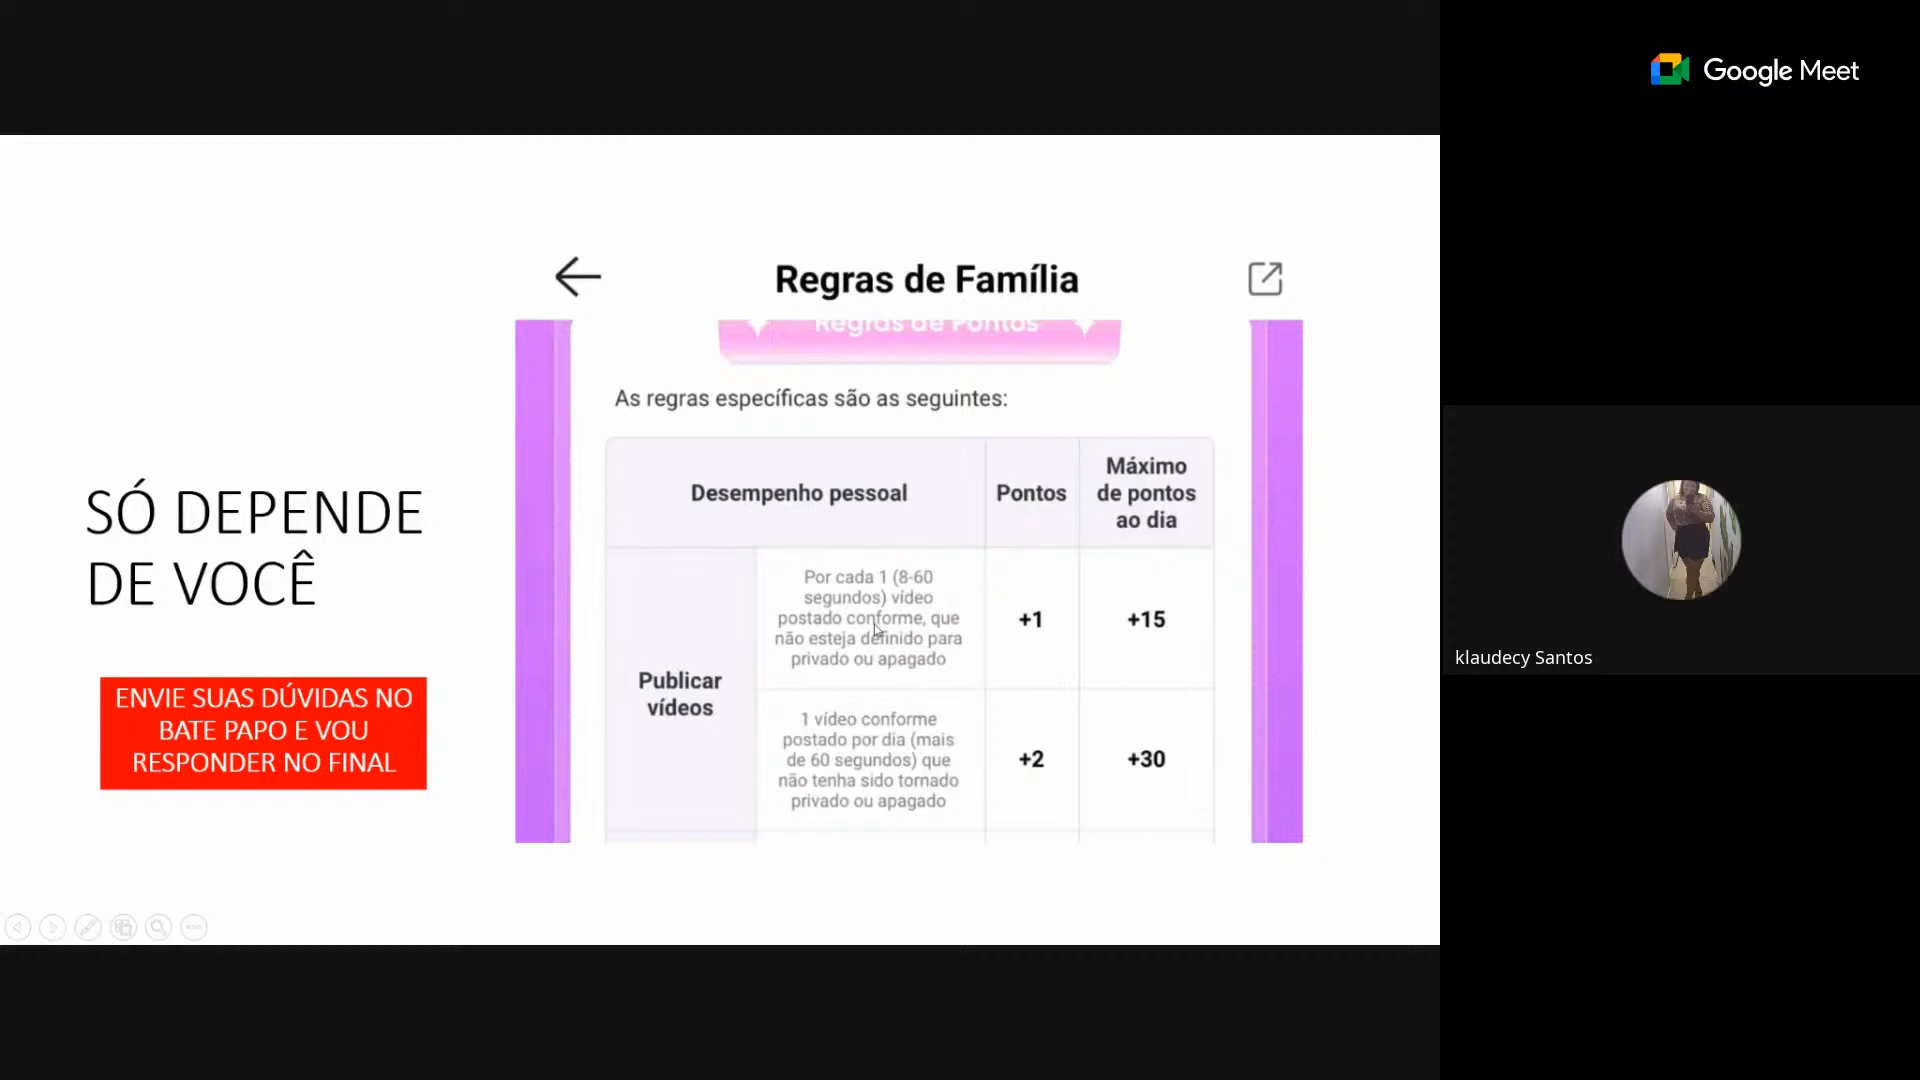 Google Meet
SÓ DEPENDE
DE VOCÊ
ENVIE SUAS DÚVIDAS NO
BATE PAPO E VOU
RESPONDER NO FINAL
Regras de Família
Regras de Pontos
As regras específicas são as seguintes:
Desempenho pessoal
Pontos
Máximo
de pontos
ao dia
Publicar
vídeos
Por cada 1 (8-60
segundos) vídeo
postado conforme, que
não esteja definido para
privado ou apagado
+1
+15
1 vídeo conforme
postado por dia (mais
de 60 segundos) que
não tenha sido tornado
privado ou apagado
+2
+30
klaudecy Santos